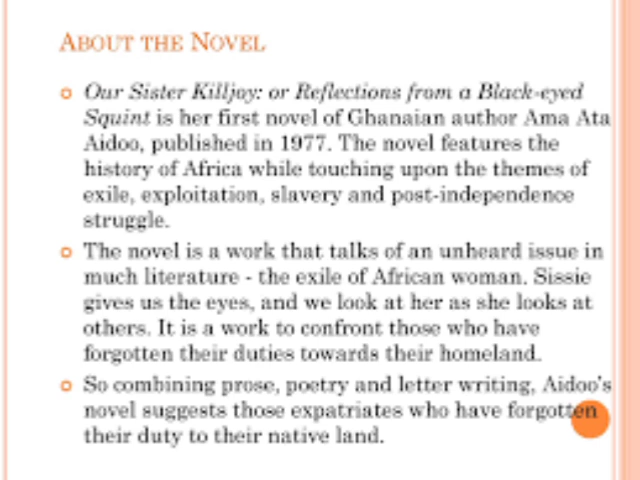 ABOUT THE NOVEL
Our Sister Killjoy: or Reflections from a Black-eyed
Squint is her first novel of Ghanaian author Ama Ata
Aidoo, published in 1977. The novel features the
history of Africa while touching upon the themes of
exile, exploitation, slavery and post-independence
struggle.
The novel is a work that talks of an unheard issue in
much literature - the exile of African woman. Sissie
gives us the eyes, and we look at her as she looks at
others. It is a work to confront those who have
forgotten their duties towards their homeland.
So combining prose, poetry and letter writing, Aidoo's
novel suggests those expatriates who have forgotten
their duty to their native land.